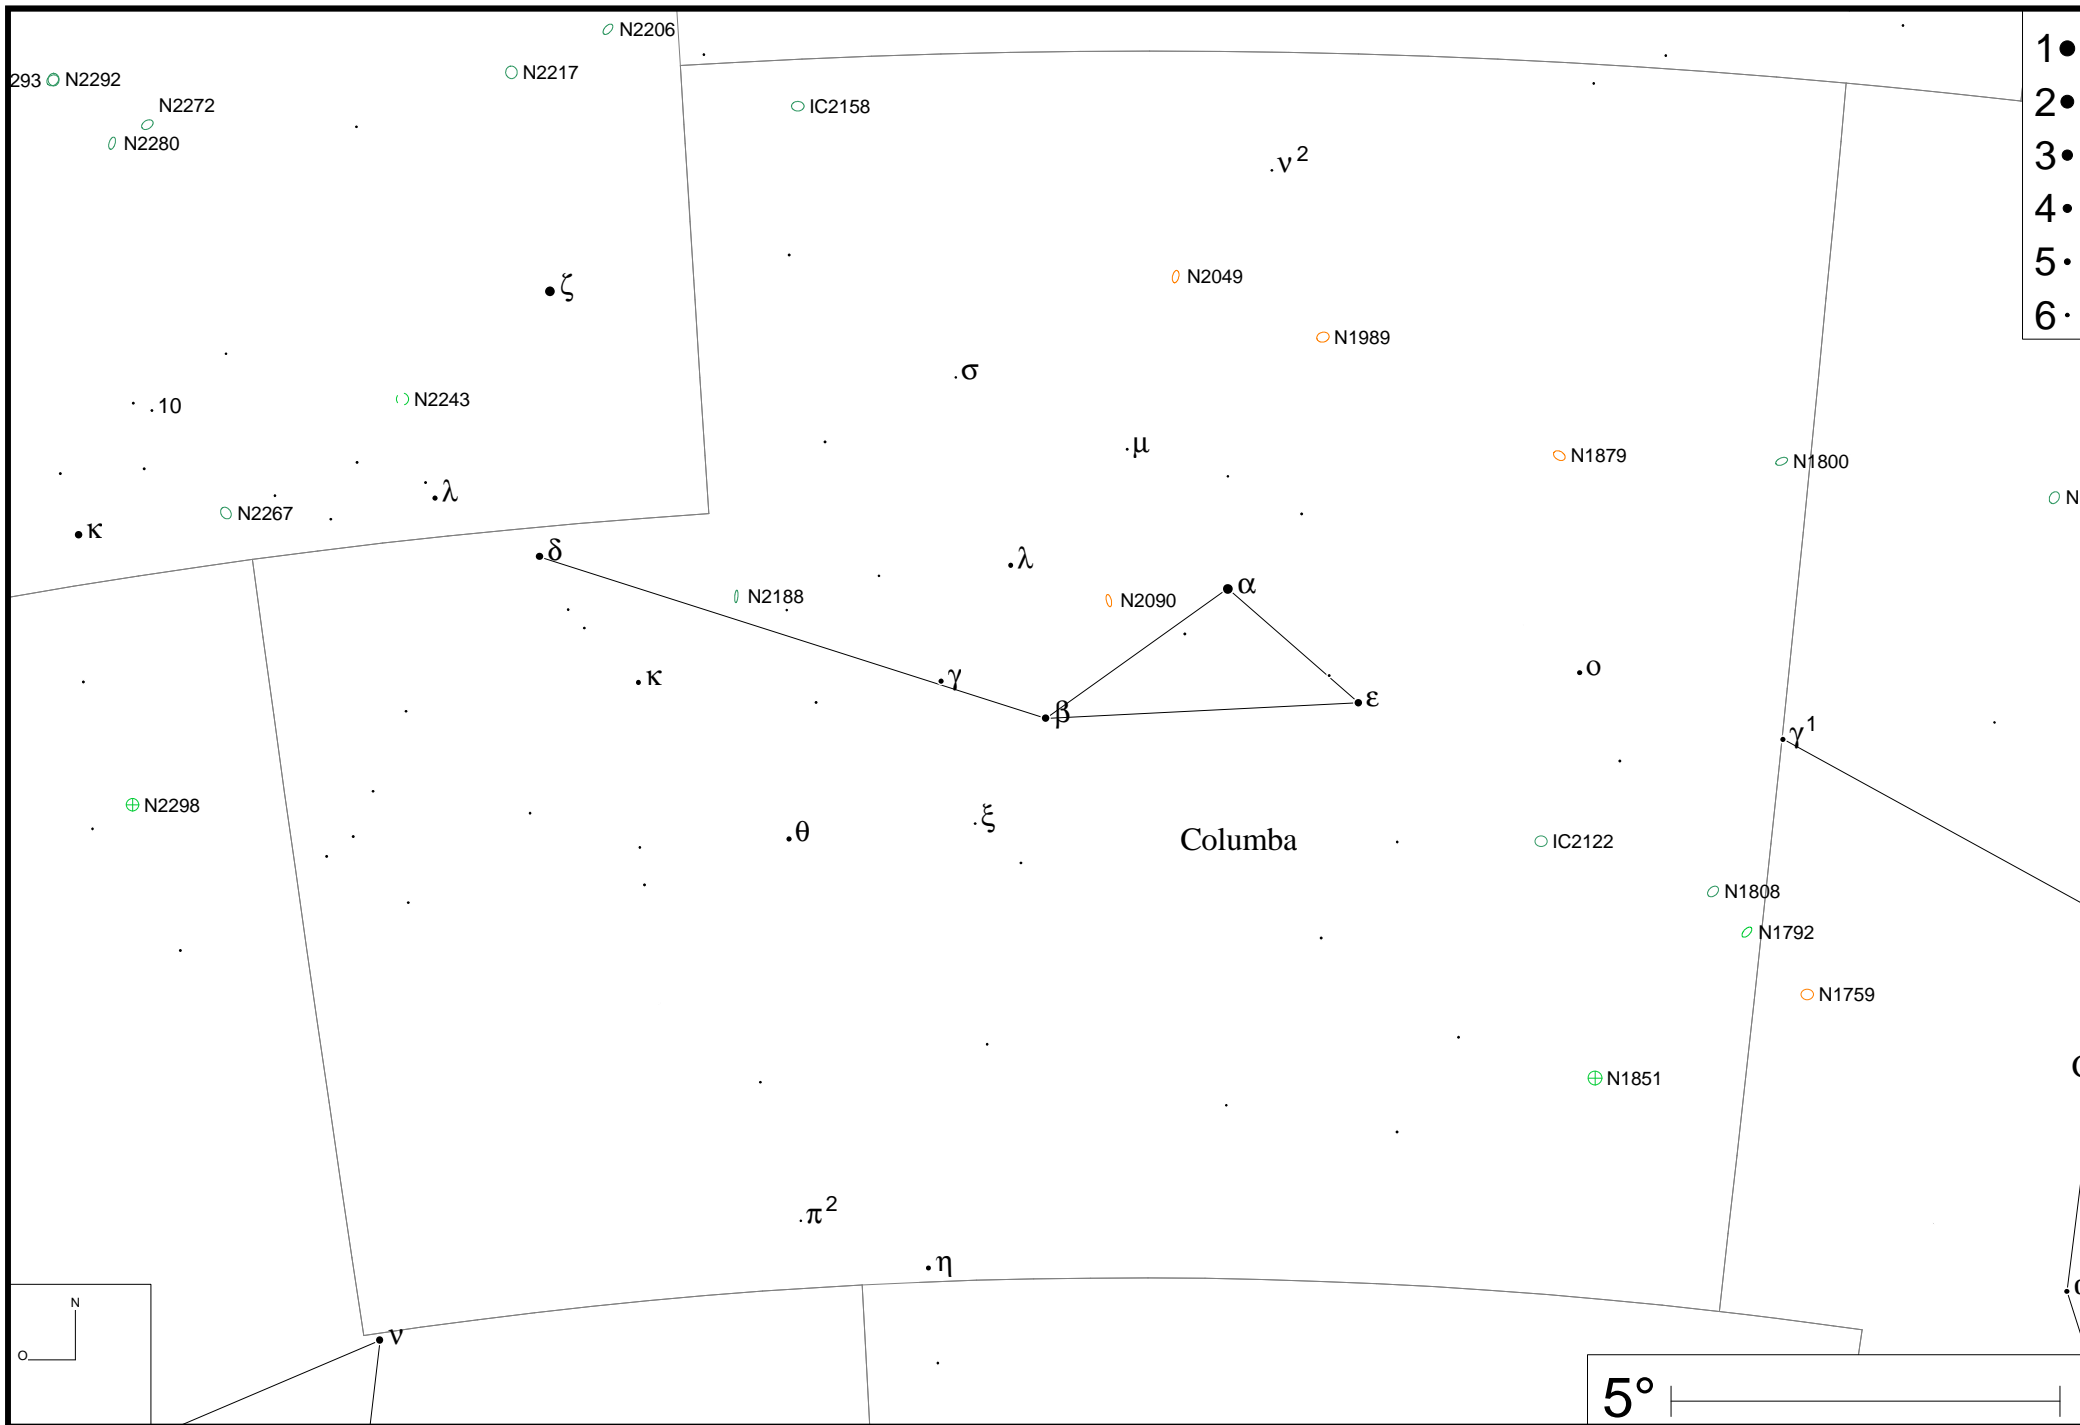 N2206
1
293 N2292
N2217
2
N2272
IC2158
N2280
ν²
3
4
5
ζ
N2049
6
N1989
σ
10
N2243
μ
N1879
N1800
λ
N
N2267
κ
δ
λ
α
N2188
N2090
κ
γ
ο
β
ε
γ¹
N2298
θ
ξ
Columba
IC2122
N1808
N1792
N1759
N1851
π²
η
N
ν
O
5°